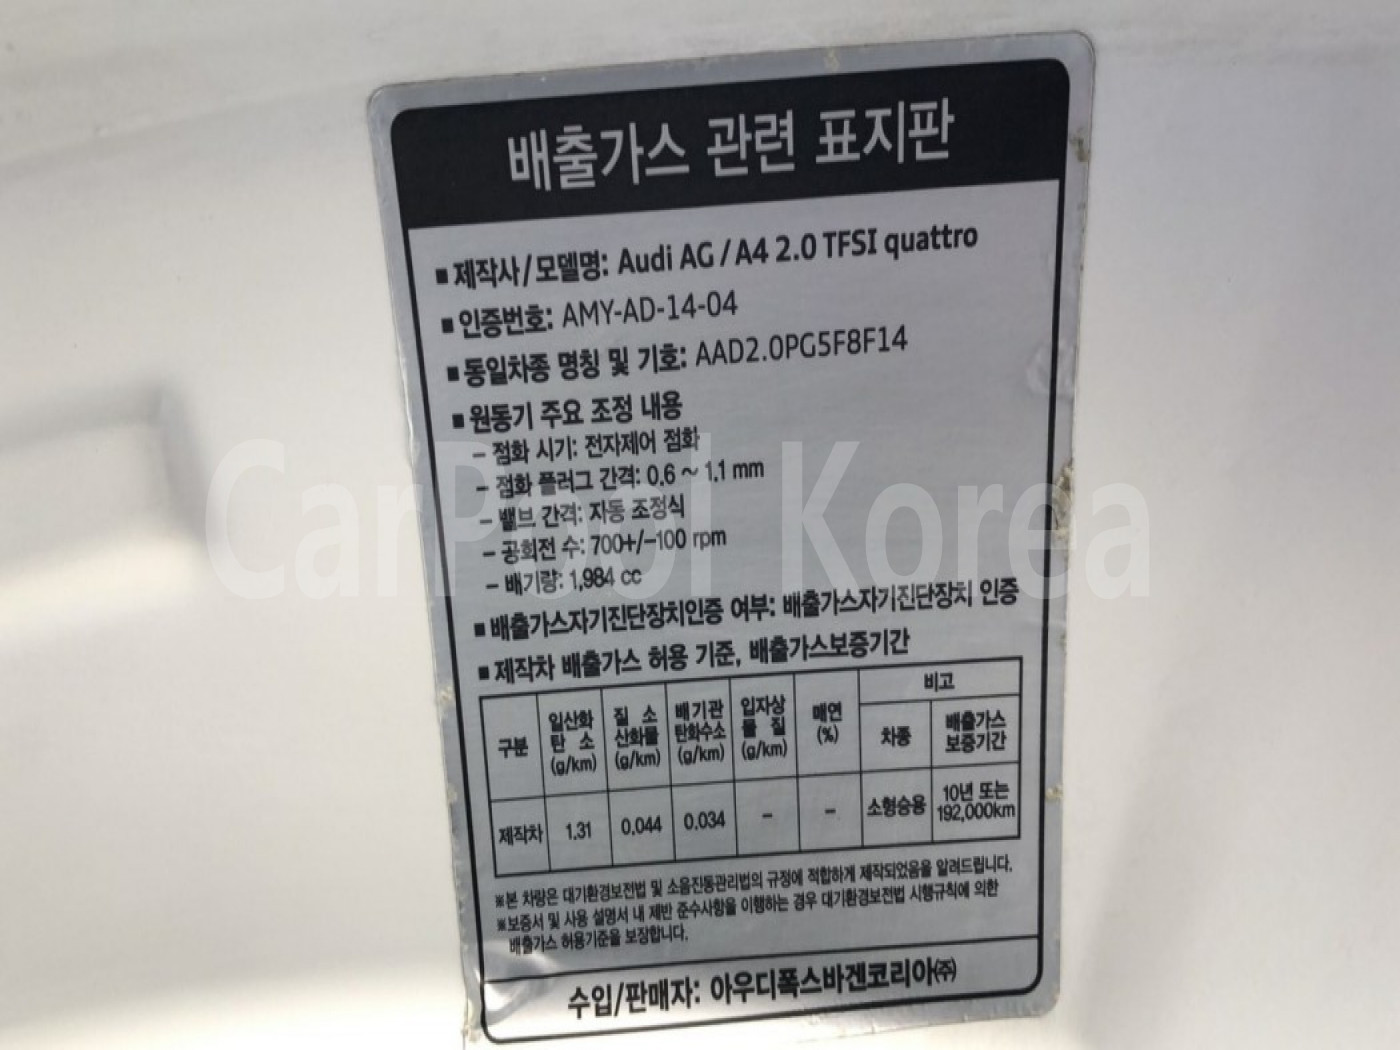 배출가스 관련 표지판
■ 제작사/모델명: Audi AG / A4 2.0 TFSI quattro
■ 인증번호: AMY-AD-14-04
■ 동일차종 명칭 및 기호: AAD2.0PG5F8F14
■ 원동기 주요 조정 내용
- 점화 시기: 전자제어 점화
- 점화 플러그 간격: 0.6 ~ 1.1 mm
- 밸브 간격: 자동 조정식
- 공회전 수: 700+/-100 rpm
- 배기량: 1,984 cc
CarPool Korea
■ 배출가스자기진단장치인증 여부: 배출가스자기진단장치 인증
■ 제작차 배출가스 허용 기준, 배출가스보증기간
구분 일산화탄소 (g/km) 질소산화물 (g/km) 배기관탄화수소 (g/km) 입자상물질 (g/km) 매연 (%) 비고
차종 배출가스 보증기간
제작차 1.31 0.044 0.034 - - 소형승용 10년 또는 192,000km
※본 차량은 대기환경보전법 및 소음진동관리법의 규정에 적합하게 제작되었음을 알려드립니다.
※보증서 및 사용 설명서 내 제반 준수사항을 이행하는 경우 대기환경보전법 시행규칙에 의한
배출가스 허용기준을 보장합니다.
수입/판매자: 아우디폭스바겐코리아㈜